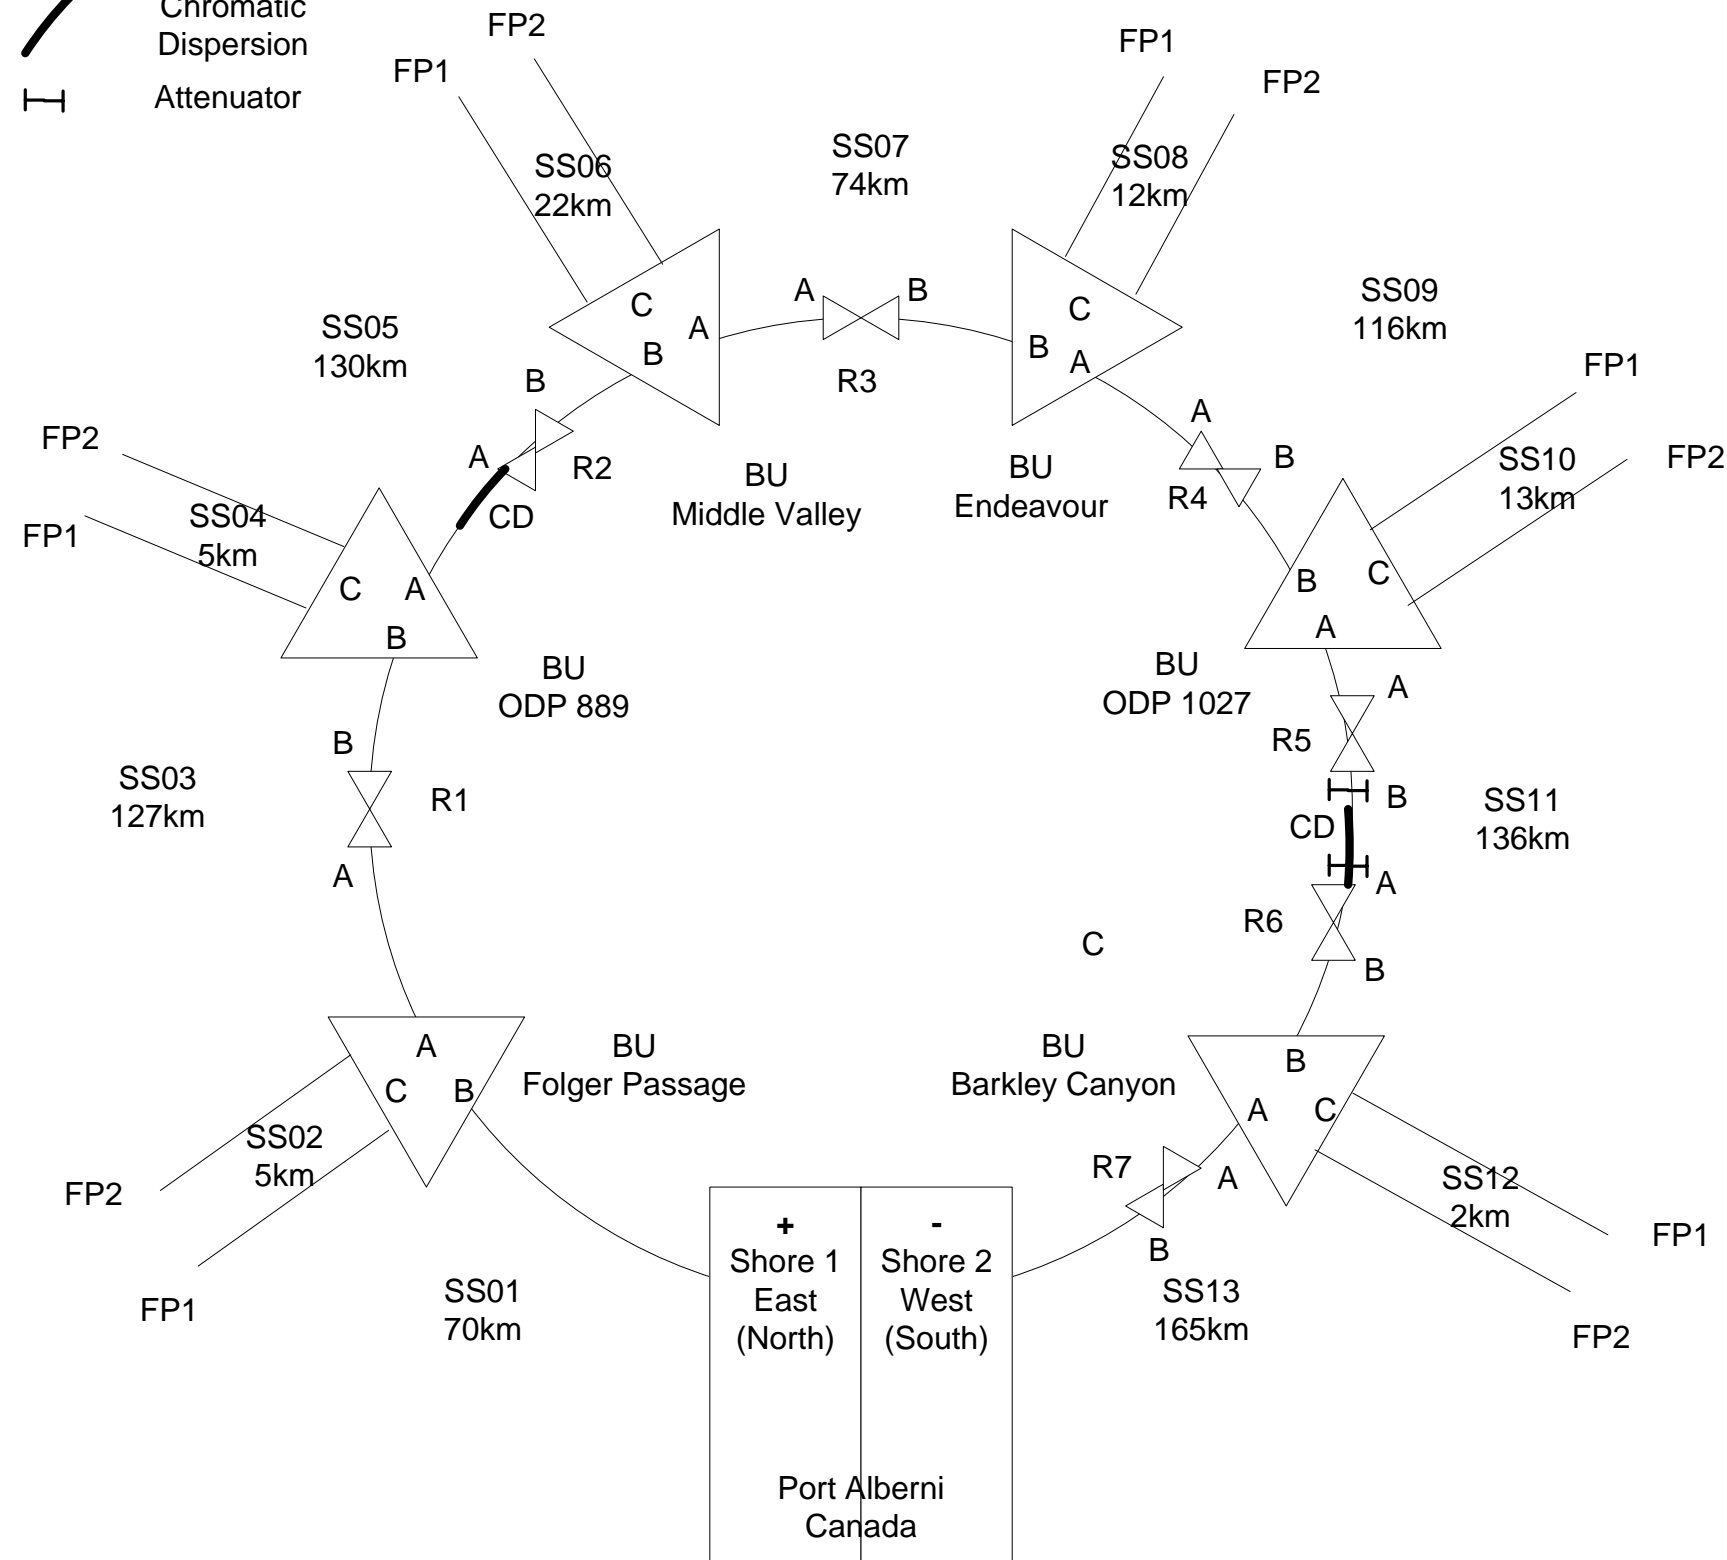 Chromatic
Dispersion
Attenuator
FP2
FP1
SS06
22km
SS07
74km
FP1
FP2
SS08
12km
SS05
130km
C
A
B
A
B
R3
C
B
A
SS09
116km
B
A
R2
CD
BU
Middle Valley
BU
Endeavour
A
B
R4
FP1
FP2
SS10
13km
FP2
FP1
SS04
5km
C
A
B
BU
ODP 889
B
C
A
BU
ODP 1027
SS03
127km
B
R1
A
A
R5
B
CD
A
R6
B
SS11
136km
C
A
C
B
BU
Folger Passage
BU
Barkley Canyon
B
A
C
SS02
5km
FP2
FP1
SS01
70km
+
Shore 1
East
(North)
-
Shore 2
West
(South)
R7
A
B
SS13
165km
SS12
2km
FP1
FP2
Port Alberni
Canada